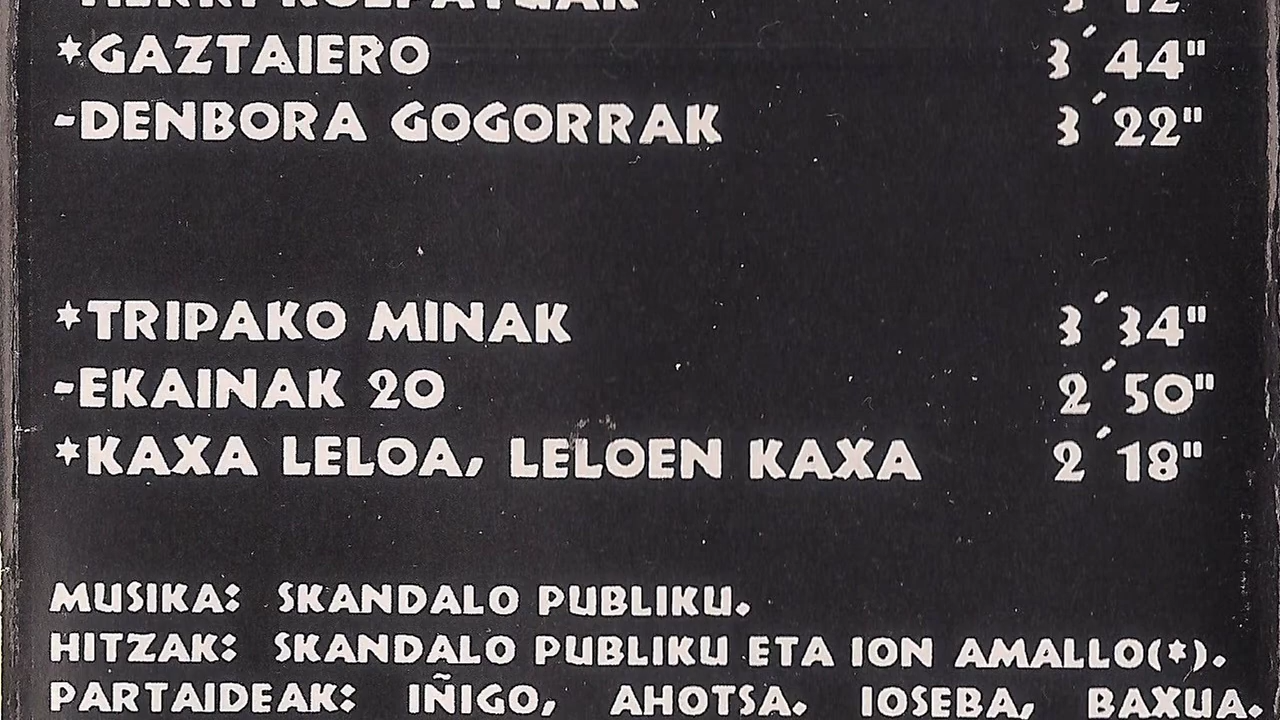 *GAZTAIERO 3´44"
-DENBORA GOGORRAK 3´22"
*TRIPAKO MINAK 3´34"
-EKAINAK 20 2´50"
*KAXA LELOA, LELOEN KAXA 2´18"
MUSIKA: SKANDALO PUBLIKU.
HITZAK: SKANDALO PUBLIKU ETA ION AMALLO(*).
PARTAIDEAK: IÑIGO, AHOTSA. IOSEBA, BAXUA.